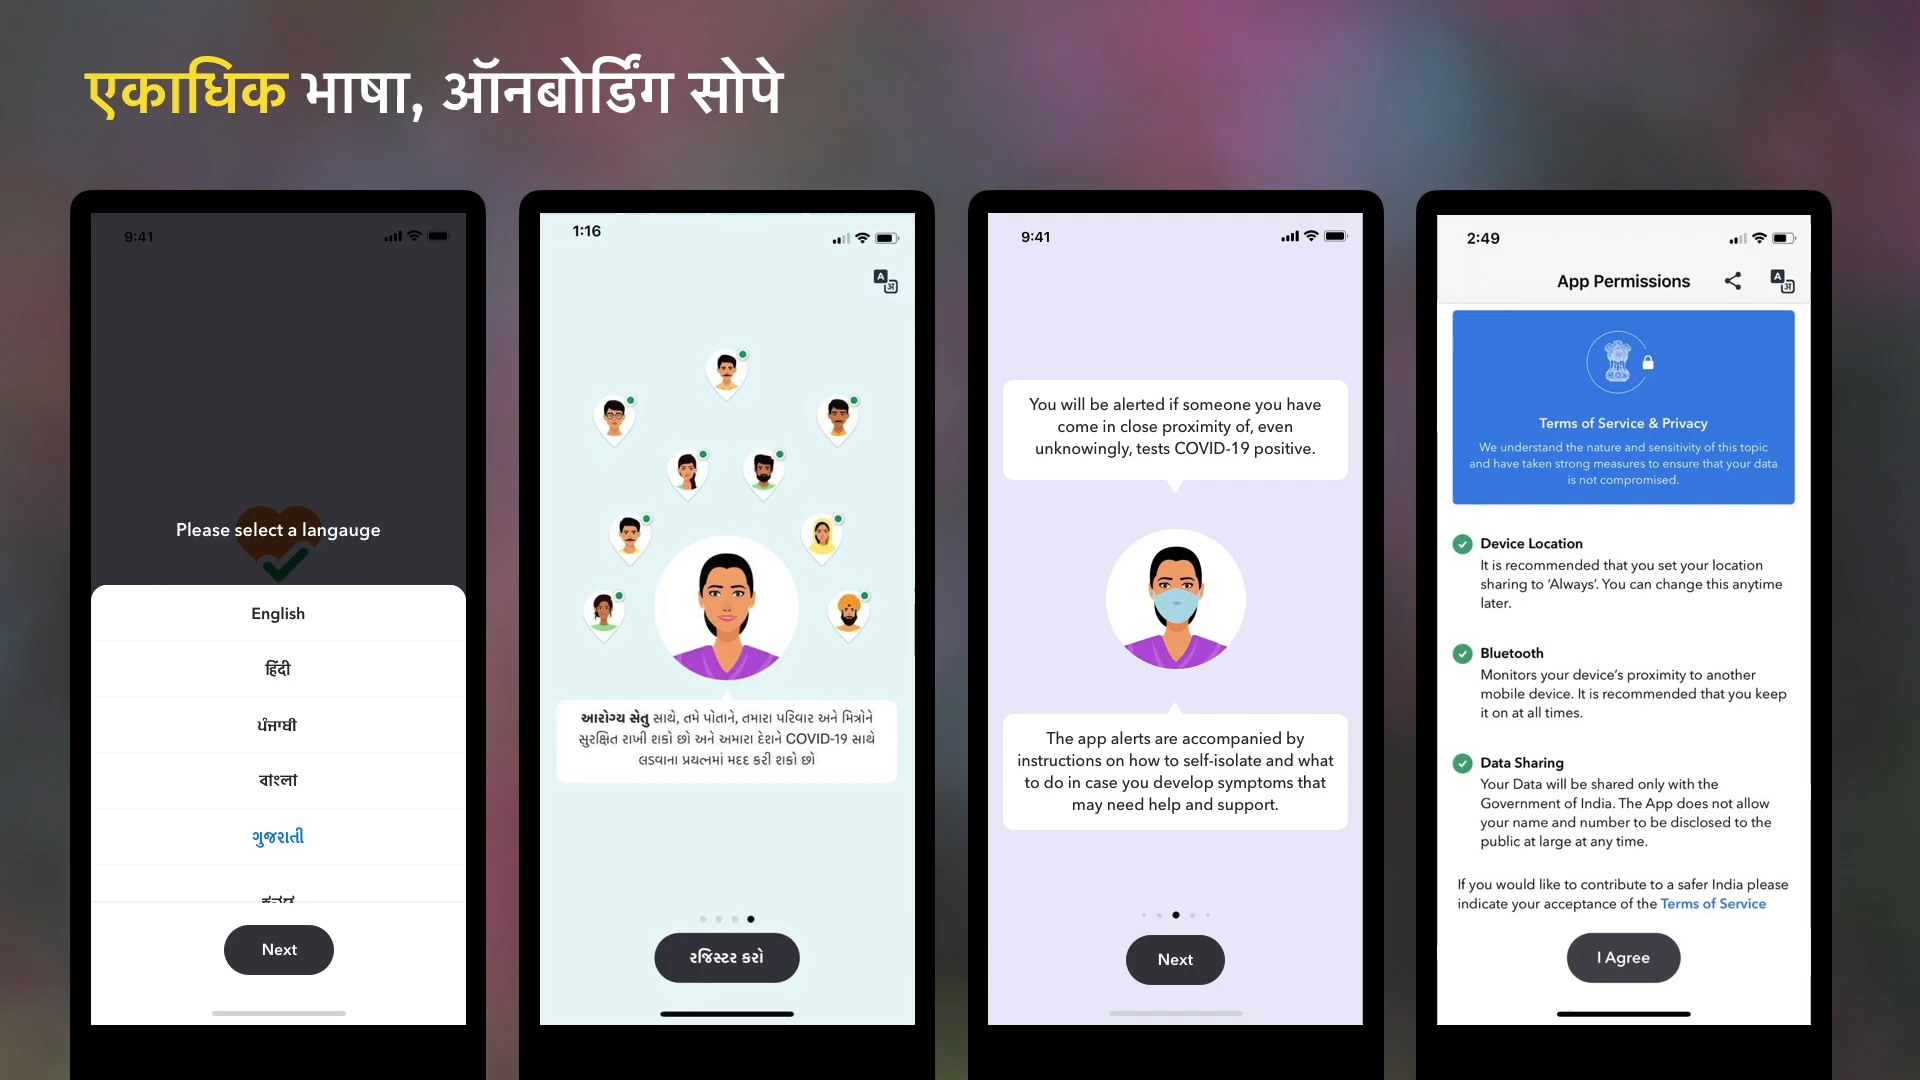 एकाधिक भाषा, ऑनबोर्डिंग सोपे
9:41
Please select a langauge
English
हिंदी
ਪੰਜਾਬੀ
বাংলা
ગુજરાતી
Next
1:16
આરોગ્ય સેતુ સાથે, તમે પોતાને, તમારા પરિવાર અને મિત્રોને
સુરક્ષિત રાખી શકો છો અને અમારા દેશને COVID-19 સાથે
લડવાના પ્રયત્નમાં મદદ કરી શકો છો
રજિસ્ટર કરો
9:41
You will be alerted if someone you have
come in close proximity of, even
unknowingly, tests COVID-19 positive.
The app alerts are accompanied by
instructions on how to self-isolate and what
to do in case you develop symptoms that
may need help and support.
Next
2:49
App Permissions
Terms of Service & Privacy
We understand the nature and sensitivity of this topic
and have taken strong measures to ensure that your data
is not compromised.
Device Location
It is recommended that you set your location
sharing to ‘Always’. You can change this anytime
later.
Bluetooth
Monitors your device’s proximity to another
mobile device. It is recommended that you keep
it on at all times.
Data Sharing
Your Data will be shared only with the
Government of India. The App does not allow
your name and number to be disclosed to the
public at large at any time.
If you would like to contribute to a safer India please
indicate your acceptance of the Terms of Service
I Agree